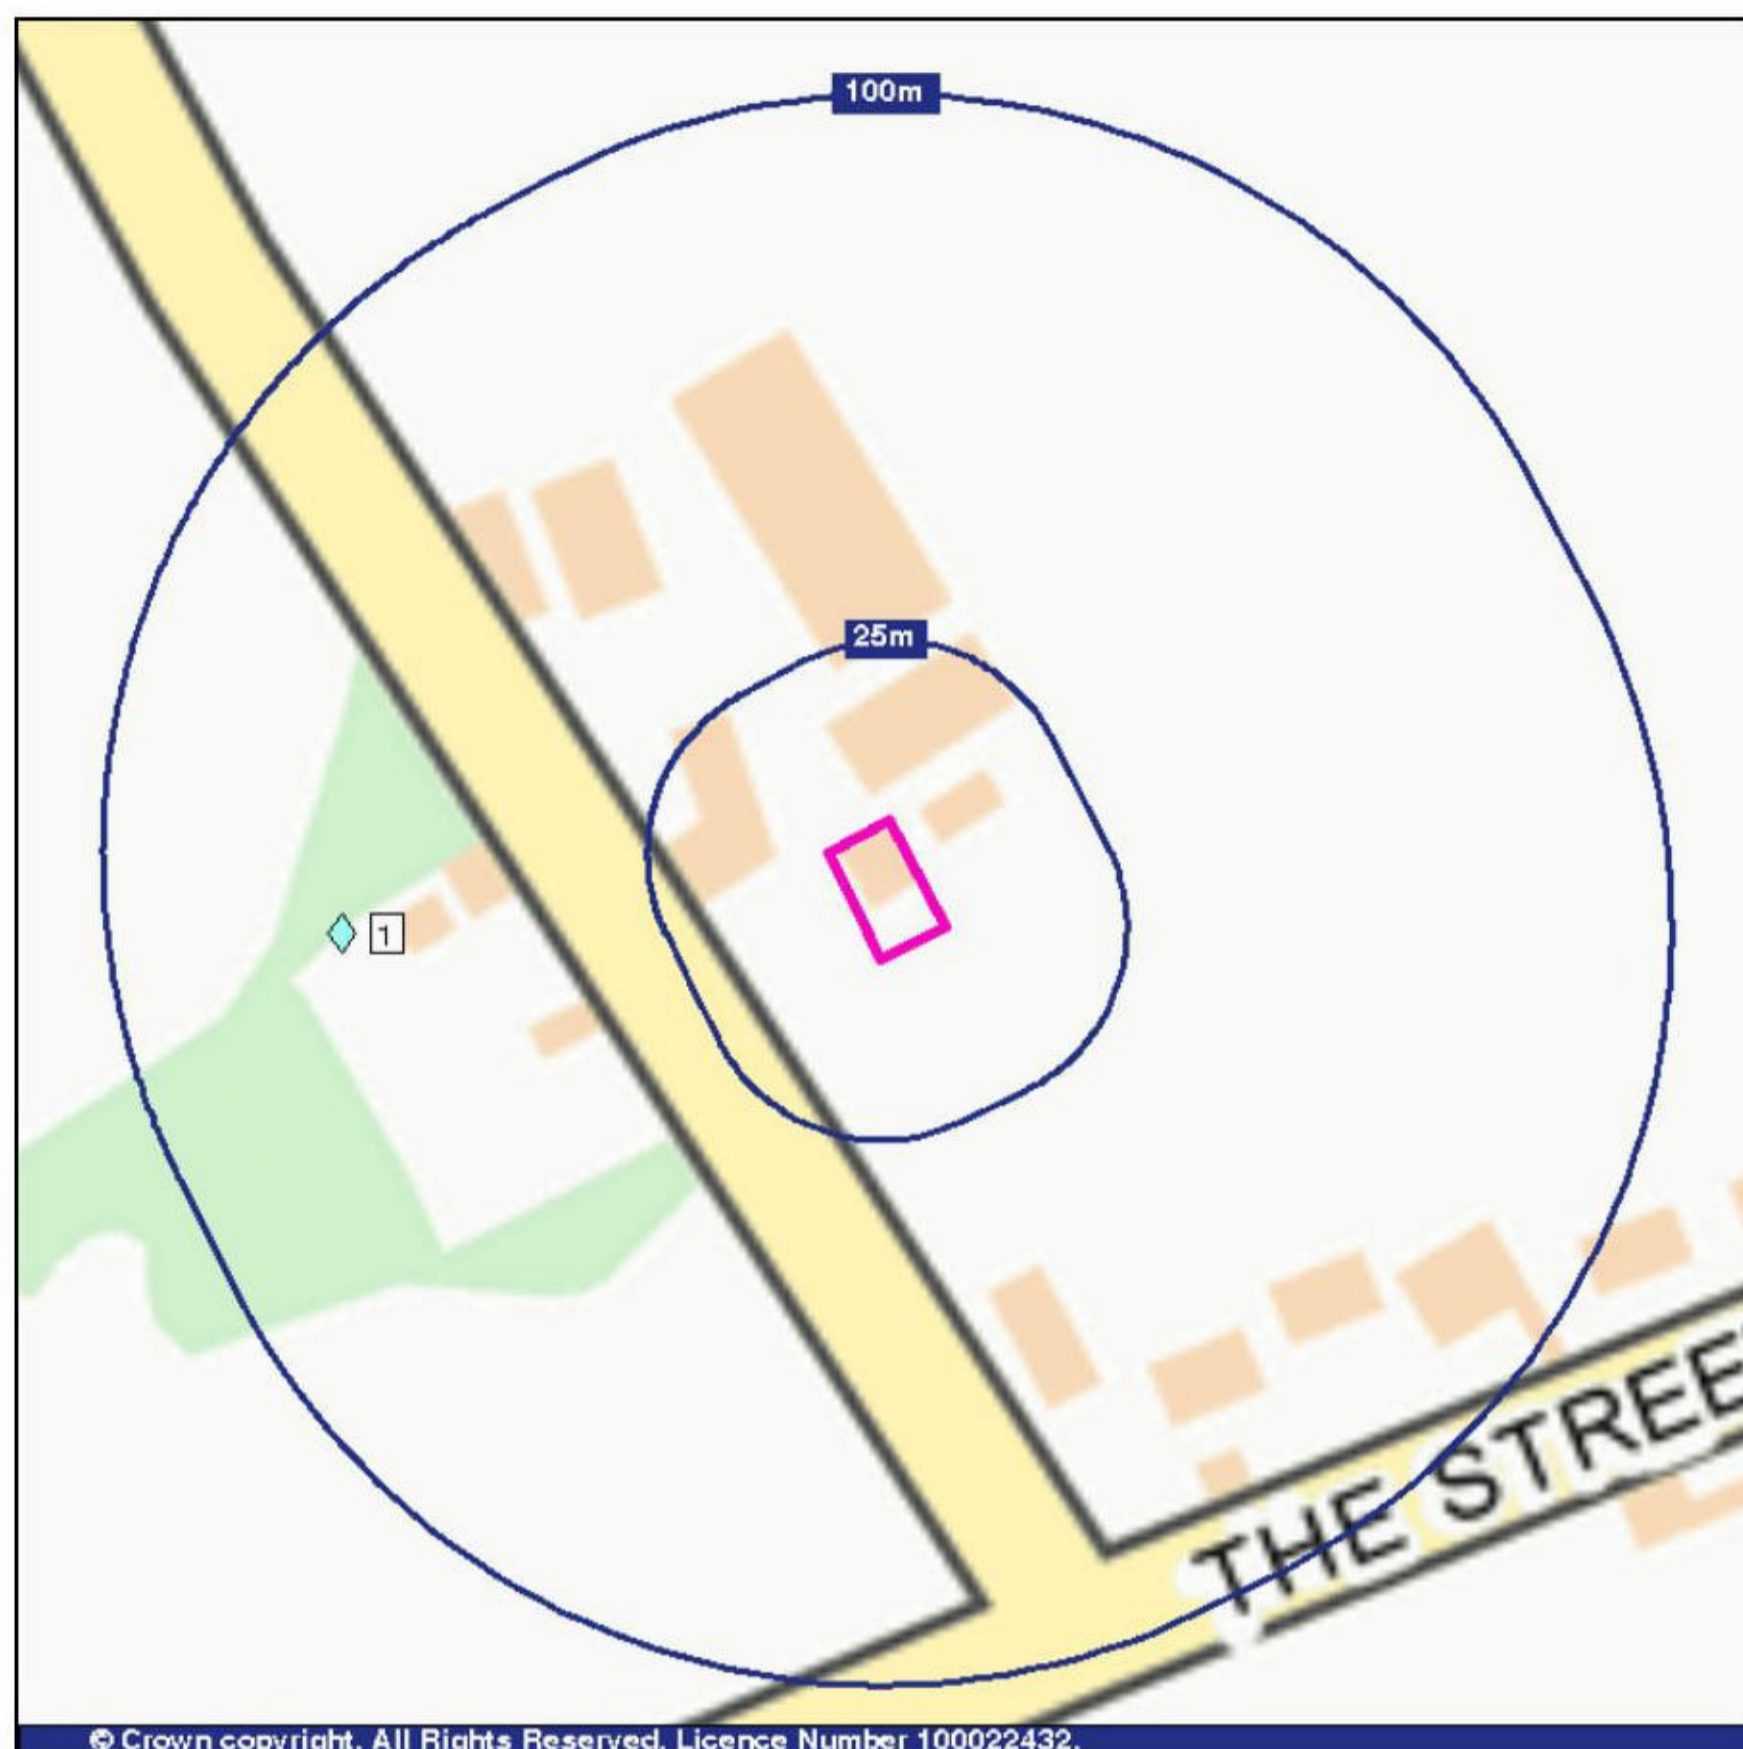 100m
25m
1
THE STREE
© Crown copyright. All Rights Reserved. Licence Number 100022432.